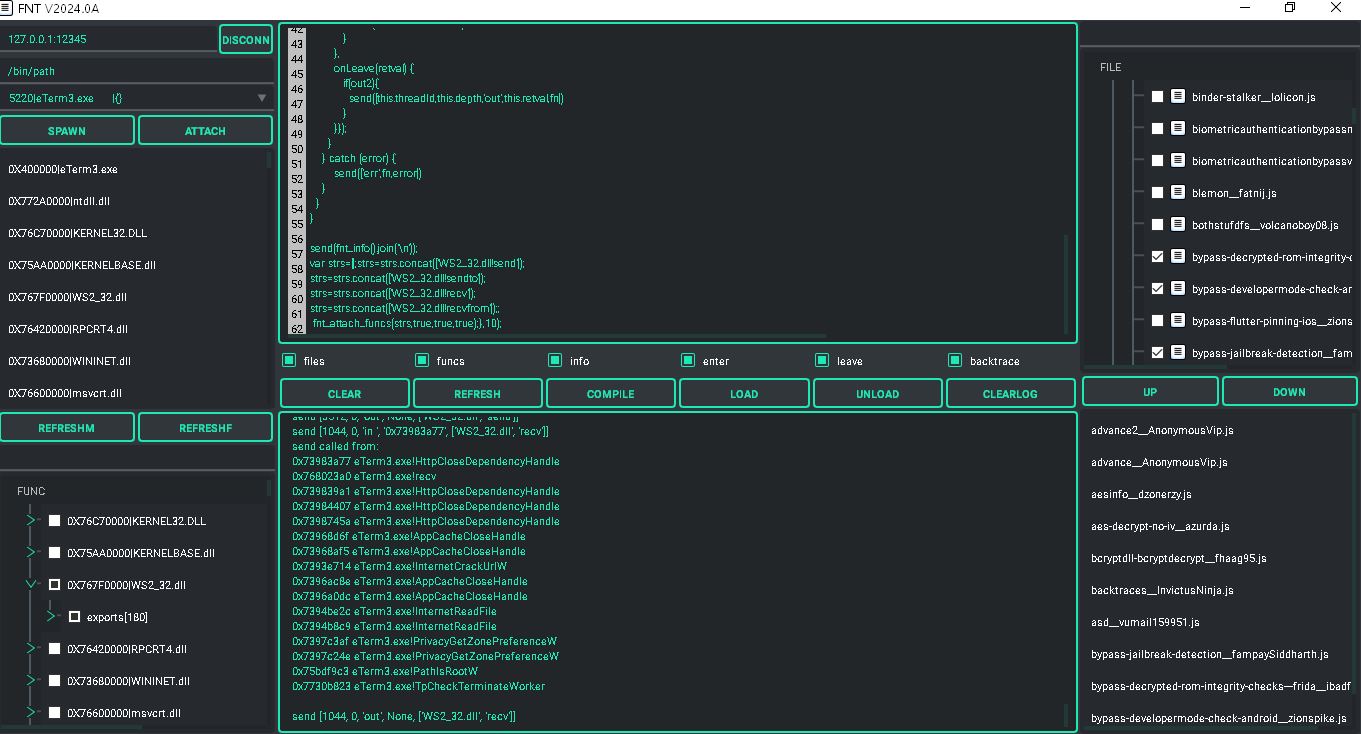 FNT V2024.0A
127.0.0.1:12345
DISCONN
/bin/path
5220|eTerm3.exe |{}
SPAWN
ATTACH
0X400000|eTerm3.exe
0X772A0000|ntdll.dll
0X76C70000|KERNEL32.DLL
0X75AA0000|KERNELBASE.dll
0X767F0000|WS2_32.dll
0X76420000|RPCRT4.dll
0X73680000|WININET.dll
0X76600000|msvcrt.dll
REFRESHM
REFRESHF
FUNC
0X76C70000|KERNEL32.DLL
0X75AA0000|KERNELBASE.dll
0X767F0000|WS2_32.dll
exports[180]
0X76420000|RPCRT4.dll
0X73680000|WININET.dll
0X76600000|msvcrt.dll
42
43 }
44 },
45 onLeave(retval) {
46 if(out2){
47 send([this.threadId,this.depth,'out',this.retval,fn])
48 }
49 }});
50 }
51 } catch (error) {
52 send(['err',fn,error])
53 }
54 }
55 }
56
57 send(fnt_info().join('\n'));
58 var strs=[];strs=strs.concat(['WS2_32.dll!send']);
59 strs=strs.concat(['WS2_32.dll!sendto']);
60 strs=strs.concat(['WS2_32.dll!recv']);
61 strs=strs.concat(['WS2_32.dll!recvfrom']);
62 fnt_attach_funcs(strs,true,true,true);},10);
files
funcs
info
enter
leave
backtrace
CLEAR
REFRESH
COMPILE
LOAD
UNLOAD
CLEARLOG
send [5512, 0, 'out', None, ['WS2_32.dll', 'send']]
send [1044, 0, 'in ', '0x73983a77', ['WS2_32.dll', 'recv']]
send called from:
0x73983a77 eTerm3.exe!HttpCloseDependencyHandle
0x768023a0 eTerm3.exe!recv
0x739839a1 eTerm3.exe!HttpCloseDependencyHandle
0x73984407 eTerm3.exe!HttpCloseDependencyHandle
0x7398745a eTerm3.exe!HttpCloseDependencyHandle
0x73968d6f eTerm3.exe!AppCacheCloseHandle
0x73968af5 eTerm3.exe!AppCacheCloseHandle
0x7393e714 eTerm3.exe!InternetCrackUrlW
0x7396ac8e eTerm3.exe!AppCacheCloseHandle
0x7396a0dc eTerm3.exe!AppCacheCloseHandle
0x7394be2c eTerm3.exe!InternetReadFile
0x7394b8c9 eTerm3.exe!InternetReadFile
0x7397c3af eTerm3.exe!PrivacyGetZonePreferenceW
0x7397c24e eTerm3.exe!PrivacyGetZonePreferenceW
0x75bdf9c3 eTerm3.exe!PathIsRootW
0x7730b823 eTerm3.exe!TpCheckTerminateWorker
send [1044, 0, 'out', None, ['WS2_32.dll', 'recv']]
FILE
binder-stalker__lolicon.js
biometricauthenticationbypassn
biometricauthenticationbypassv
blemon__fatnij.js
bothstufdfs__volcanoboy08.js
bypass-decrypted-rom-integrity-c
bypass-developermode-check-ar
bypass-flutter-pinning-ios__zions
bypass-jailbreak-detection__fam
UP
DOWN
advance2__AnonymousVip.js
advance__AnonymousVip.js
aesinfo__dzonerzy.js
aes-decrypt-no-iv__azurda.js
bcryptdll-bcryptdecrypt__fhaag95.js
backtraces__InvictusNinja.js
asd__vumail159951.js
bypass-jailbreak-detection__fampaySiddharth.js
bypass-decrypted-rom-integrity-checks---frida__ibadf
bypass-developermode-check-android__zionspike.js